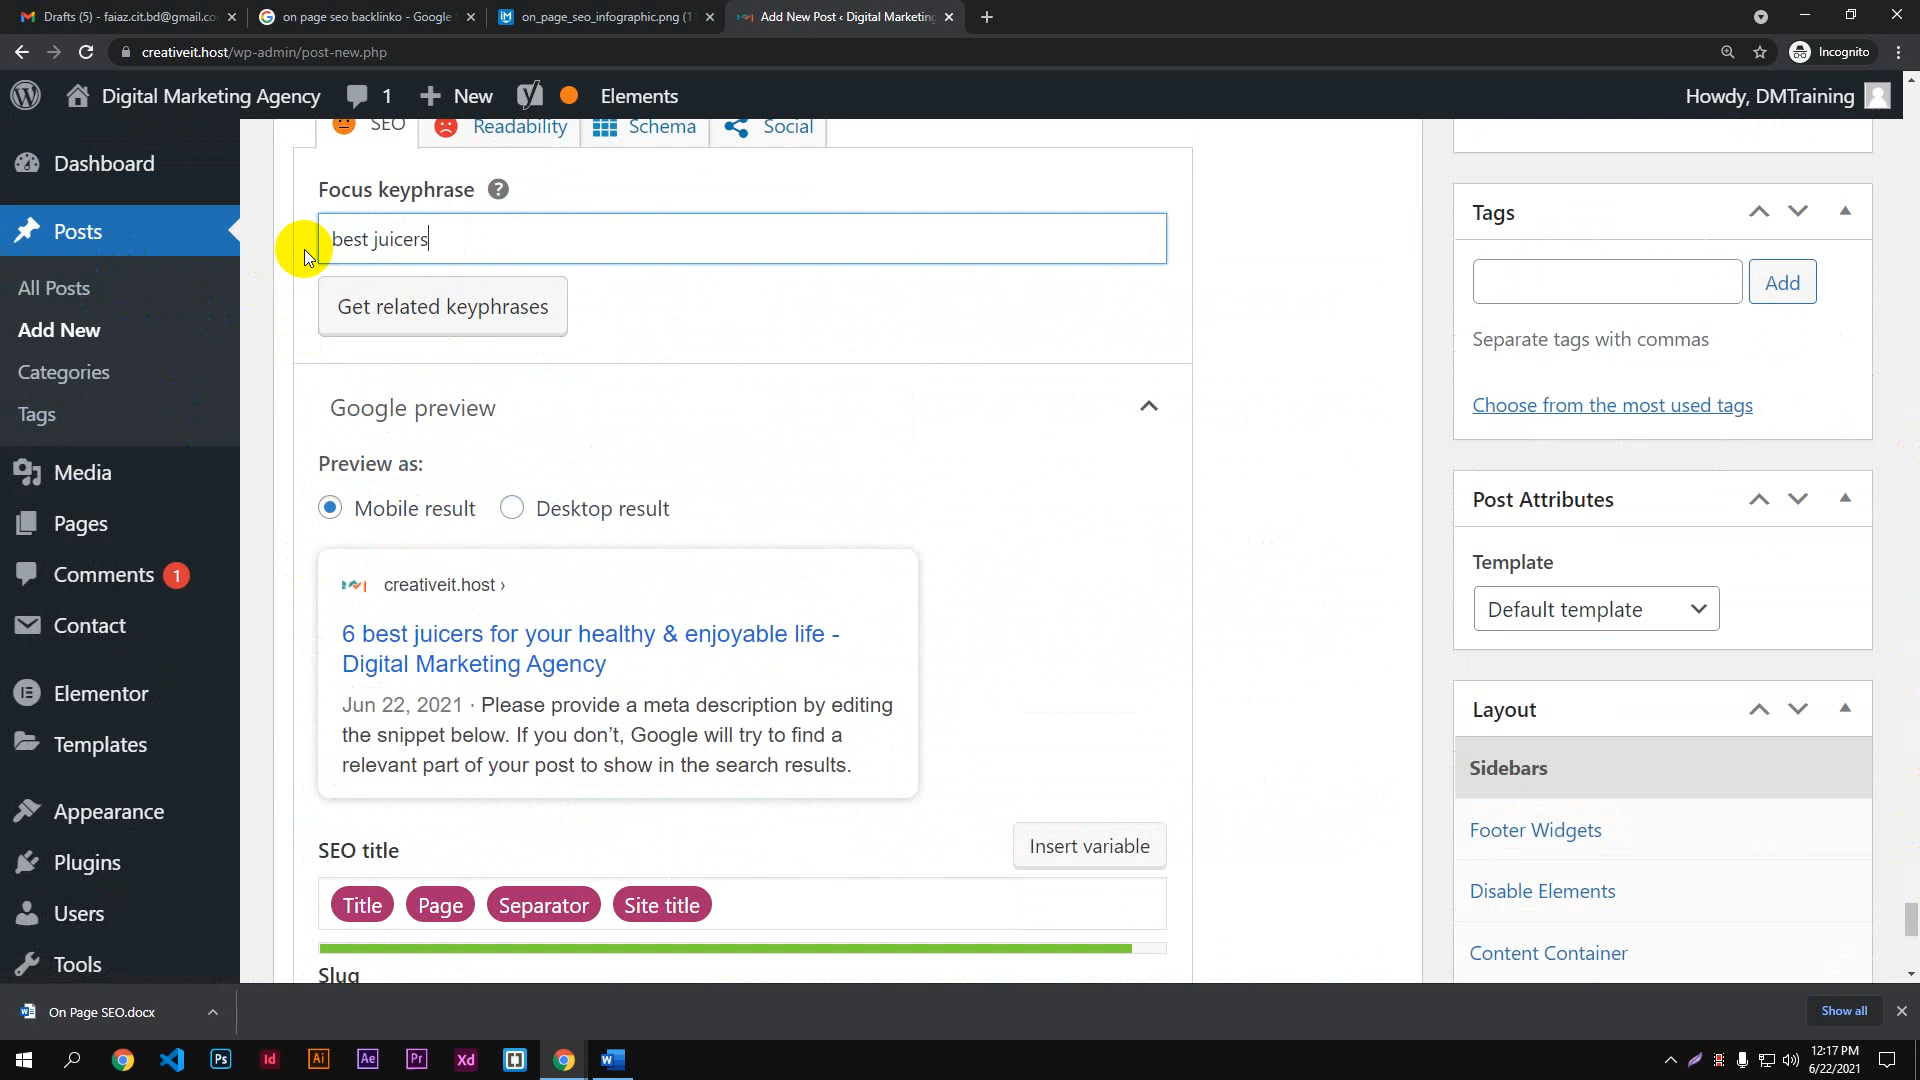 Drafts (5) - faiaz.cit.bd@gmail.co
on page seo backlinko - Google
on_page_seo_infographic.png (1
Add New Post ‹ Digital Marketing
creativeit.host/wp-admin/post-new.php
Incognito
Digital Marketing Agency
1
New
Elements
Howdy, DMTraining
Dashboard
Posts
All Posts
Add New
Categories
Tags
Media
Pages
Comments 1
Contact
Elementor
Templates
Appearance
Plugins
Users
Tools
SEO
Readability
Schema
Social
Focus keyphrase ?
best juicers
Get related keyphrases
Google preview
Preview as:
Mobile result
Desktop result
creativeit.host ›
6 best juicers for your healthy & enjoyable life -
Digital Marketing Agency
Jun 22, 2021 · Please provide a meta description by editing
the snippet below. If you don’t, Google will try to find a
relevant part of your post to show in the search results.
SEO title
Insert variable
Title Page Separator Site title
Slug
Tags
Add
Separate tags with commas
Choose from the most used tags
Post Attributes
Template
Default template
Layout
Sidebars
Footer Widgets
Disable Elements
Content Container
On Page SEO.docx
Show all
Ps
Id
Ai
Ae
Pr
Xd
12:17 PM
6/22/2021